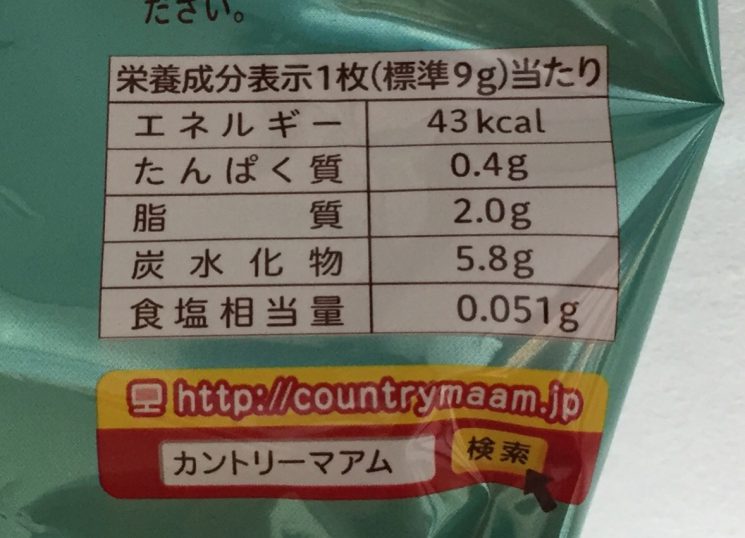 ださい。
栄養成分表示1枚(標準9g)当たり
エネルギー 43kcal
たんぱく質 0.4g
脂質 2.0g
炭水化物 5.8g
食塩相当量 0.051g
http://countrymaam.jp
カントリーマアム 検索